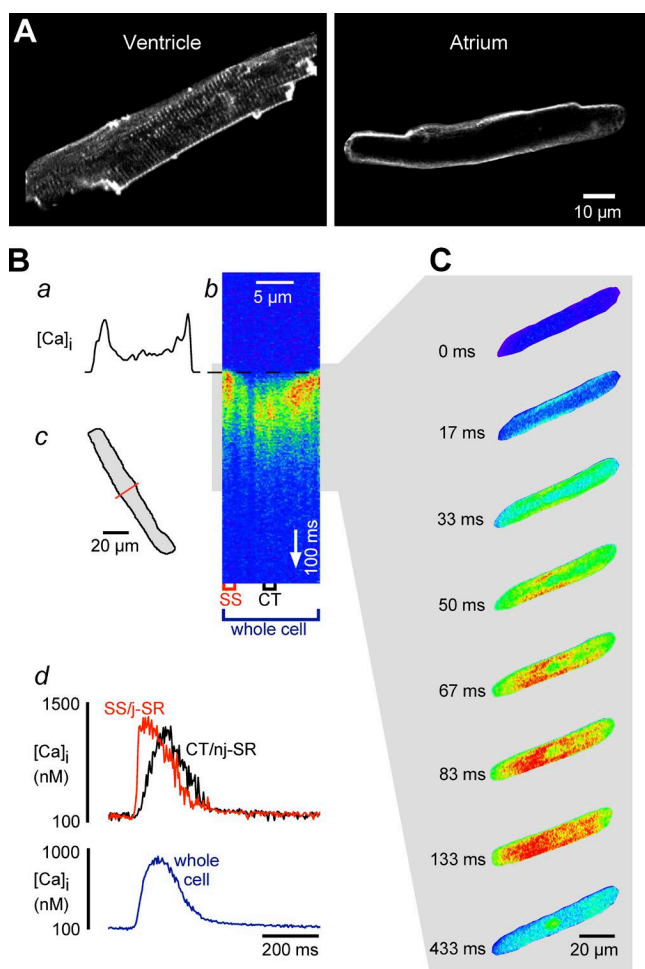 A
Ventricle
Atrium
10 µm
B
a
[Ca]i
b
5 µm
100 ms
c
20 µm
SS
CT
whole cell
d
1500
[Ca]i
(nM)
100
SS/j-SR
CT/nj-SR
1000
[Ca]i
(nM)
100
whole
cell
200 ms
C
0 ms
17 ms
33 ms
50 ms
67 ms
83 ms
133 ms
433 ms
20 µm